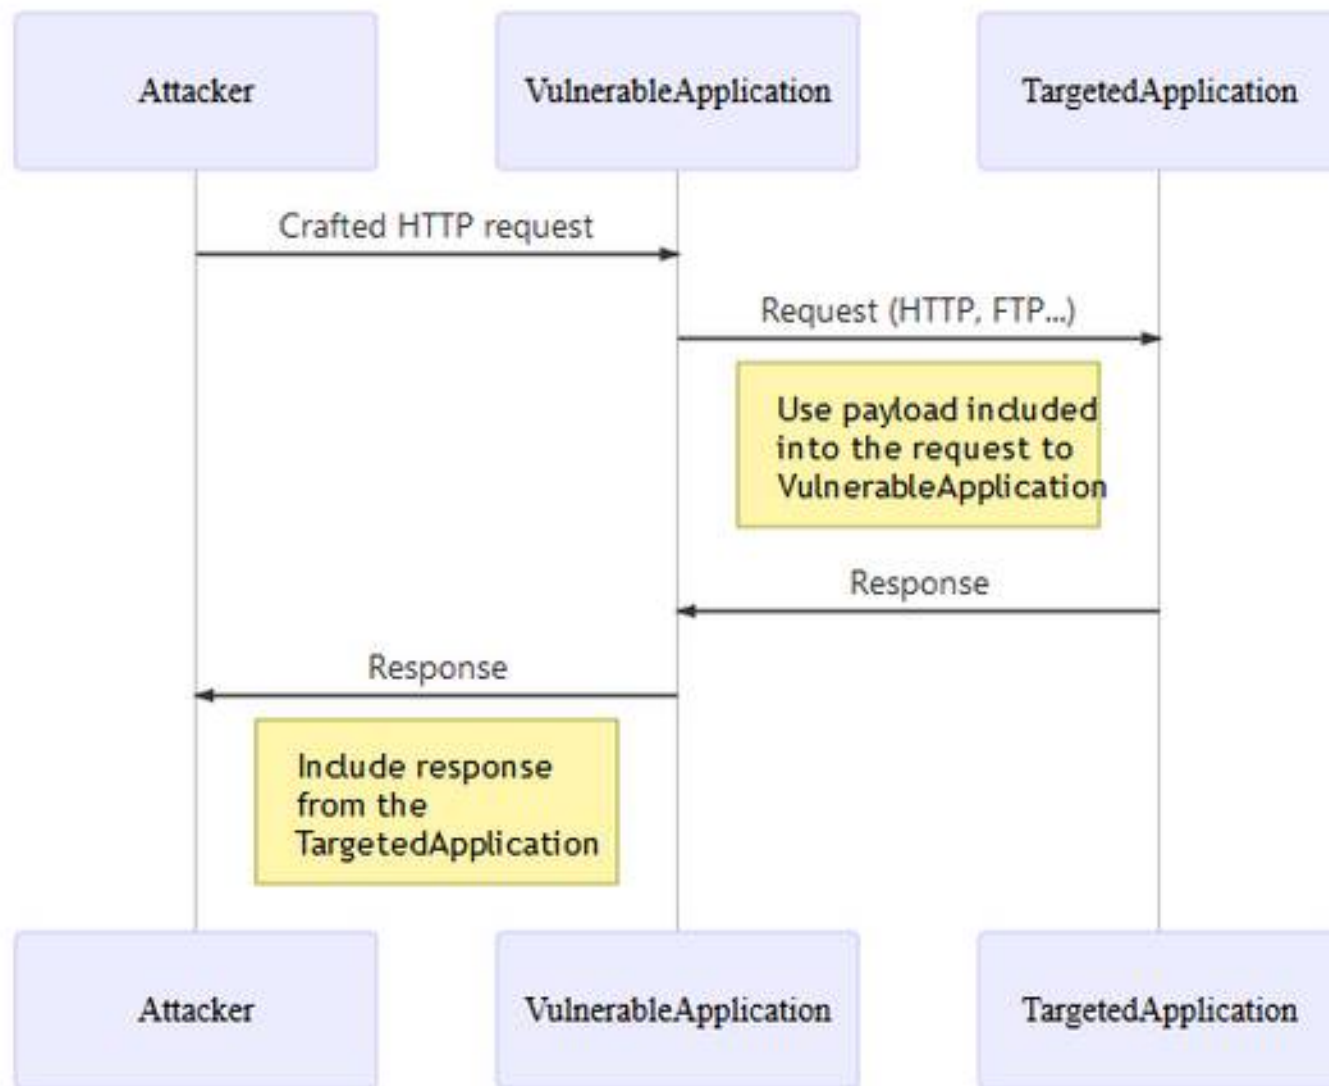 Attacker
VulnerableApplication
TargetedApplication
Crafted HTTP request
Request (HTTP, FTP...)
Use payload included
into the request to
VulnerableApplication
Response
Response
Include response
from the
TargetedApplication
Attacker
VulnerableApplication
TargetedApplication